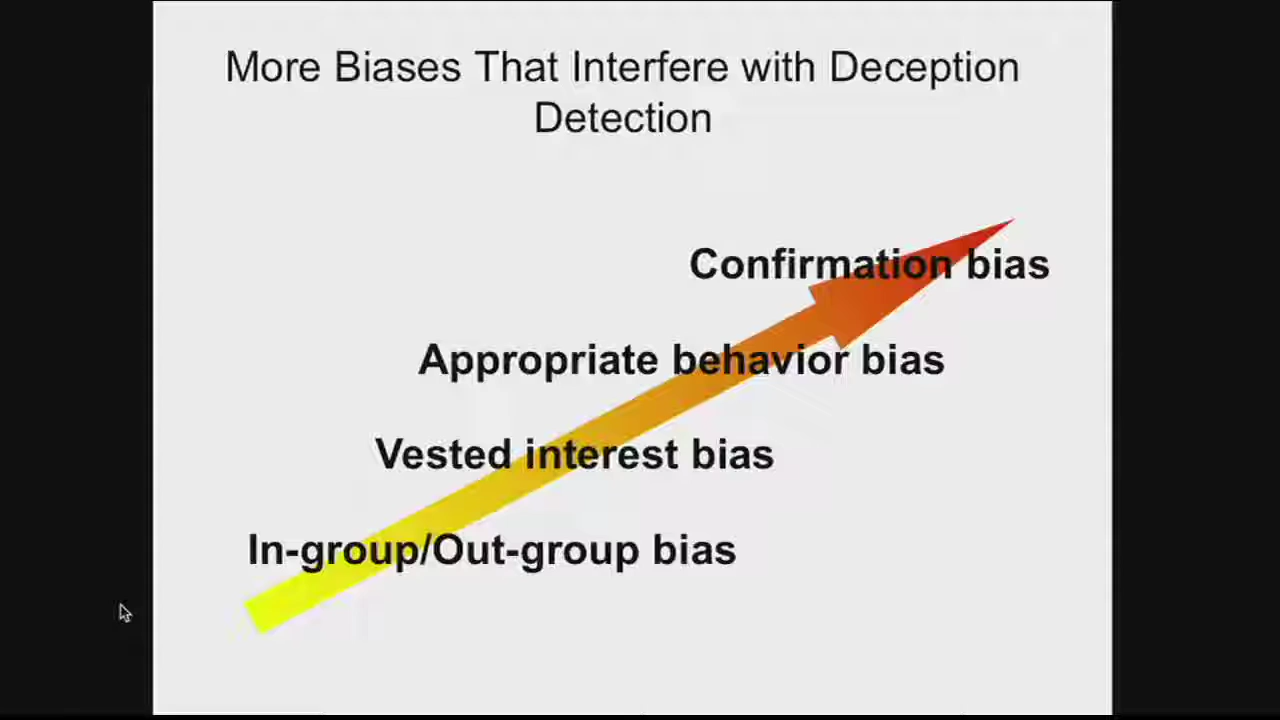 More Biases That Interfere with Deception
Detection
Confirmation bias
Appropriate behavior bias
Vested interest bias
In-group/Out-group bias